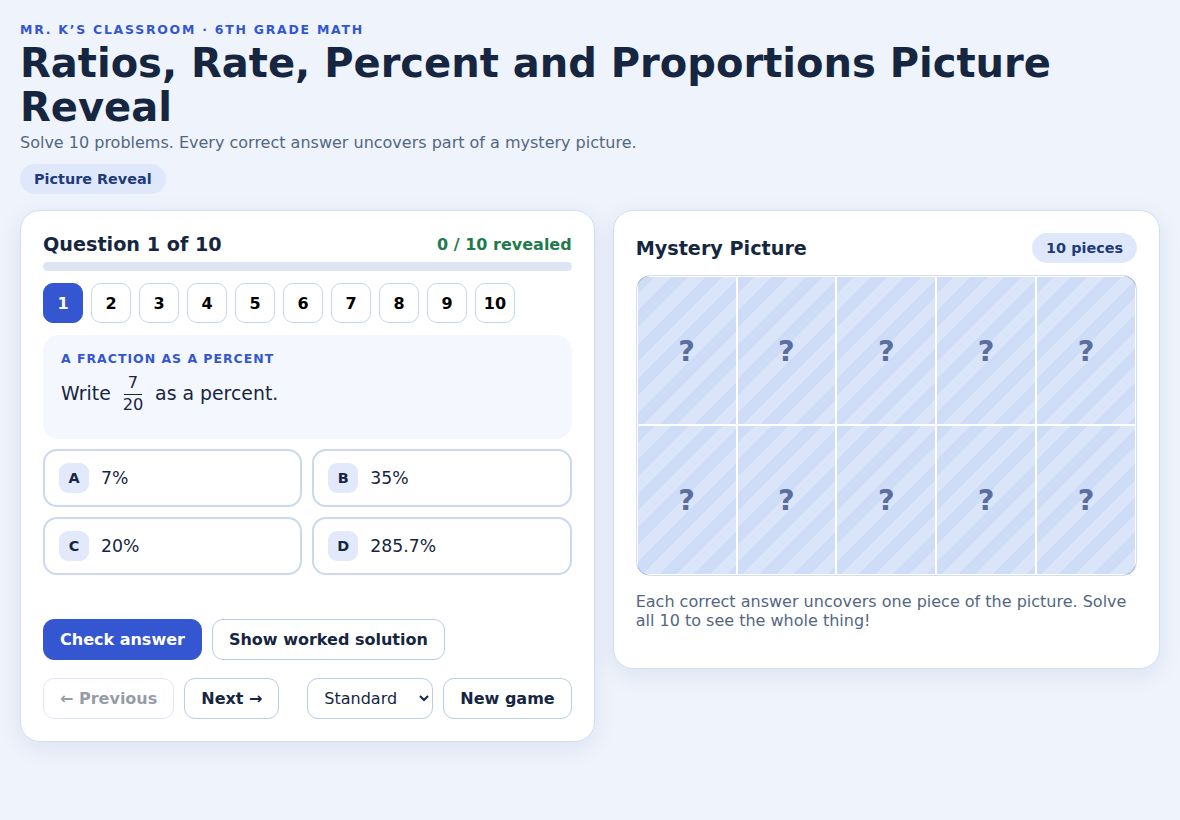 MR. K’S CLASSROOM · 6TH GRADE MATH
Ratios, Rate, Percent and Proportions Picture
Reveal
Solve 10 problems. Every correct answer uncovers part of a mystery picture.
Picture Reveal
Question 1 of 10
0 / 10 revealed
1 2 3 4 5 6 7 8 9 10
A FRACTION AS A PERCENT
Write 7/20 as a percent.
A 7%
B 35%
C 20%
D 285.7%
Check answer
Show worked solution
← Previous
Next →
Standard
New game
Mystery Picture
10 pieces
? ? ? ? ?
? ? ? ? ?
Each correct answer uncovers one piece of the picture. Solve
all 10 to see the whole thing!